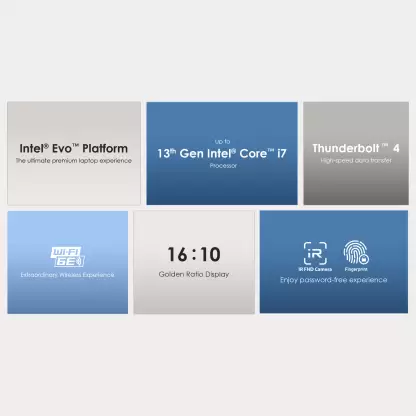 Intel® Evo™ Platform
The ultimate premium laptop experience
Up to
13th Gen Intel® Core™ i7
Processor
Thunderbolt™ 4
High-speed data transfer
Wi-Fi
6E
Extraordinary Wireless Experience
16:10
Golden Ratio Display
iR
IR FHD Camera
Fingerprint
Enjoy password-free experience